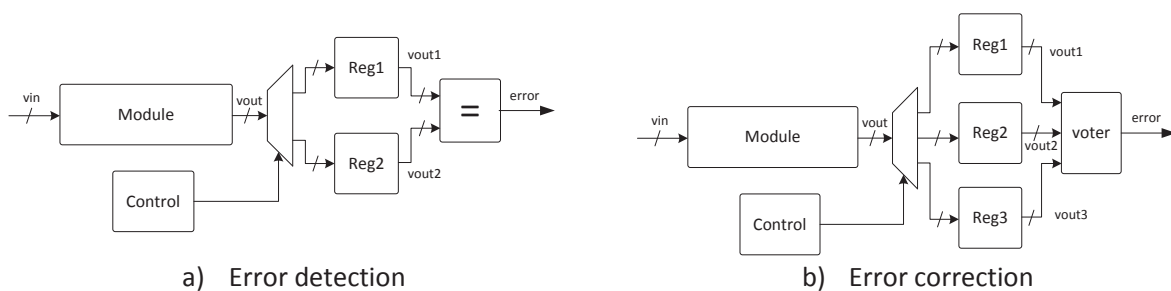 vin
Module
vout
Control
Reg1
Reg2
vout1
vout2
=
error
a) Error detection
vin
Module
vout
Control
Reg1
Reg2
Reg3
vout1
vout2
vout3
voter
error
b) Error correction